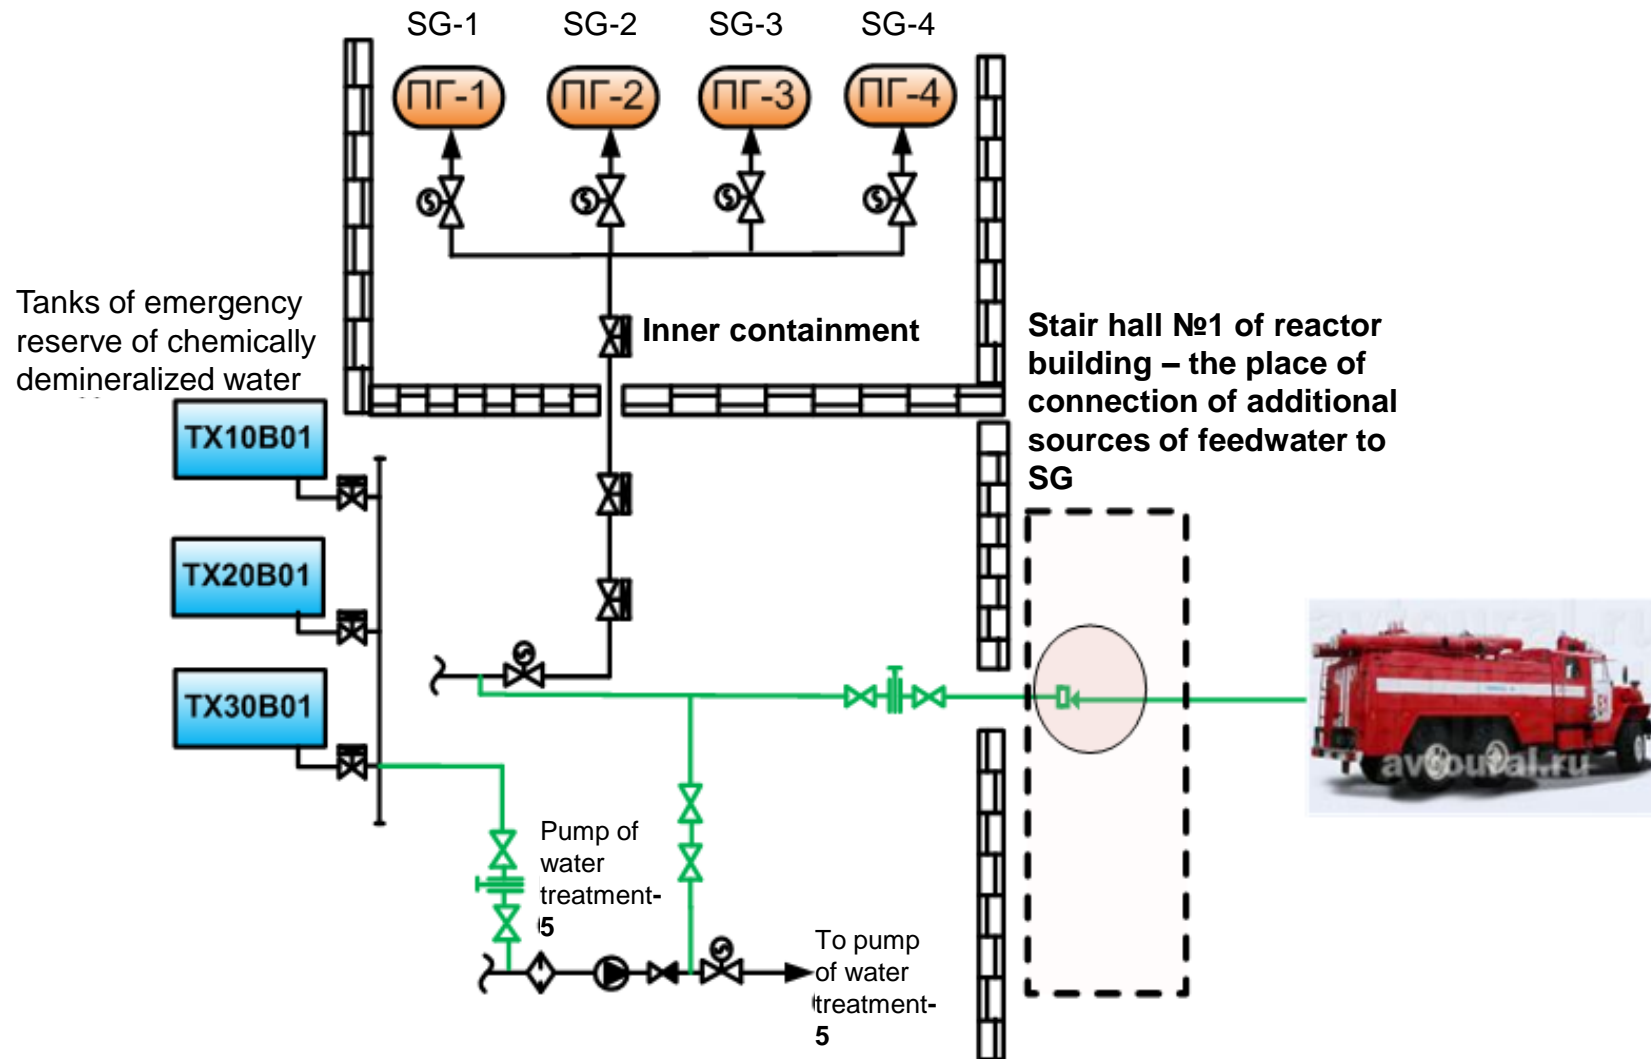 SG-1
SG-2
SG-3
SG-4
ПГ-1
ПГ-2
ПГ-3
ПГ-4
Tanks of emergency
reserve of chemically
demineralized water
Inner containment
Stair hall №1 of reactor
building – the place of
connection of additional
sources of feedwater to
SG
TX10B01
TX20B01
TX30B01
avtoural.ru
avtoural.ru
Pump of
water
treatment-
5
To pump
of water
treatment-
5